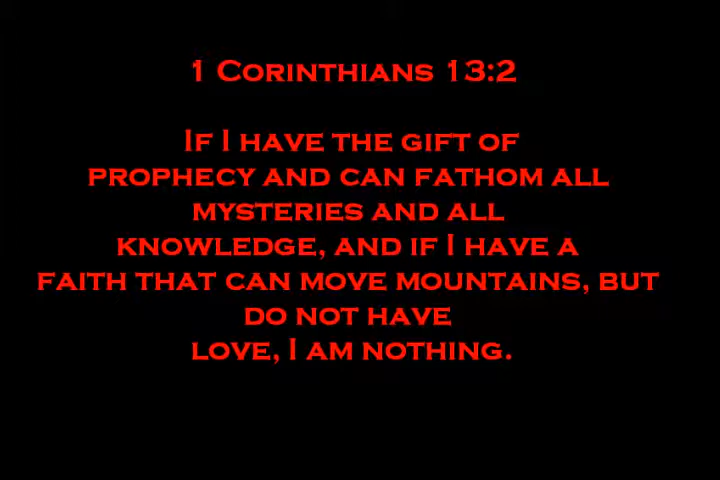 1 Corinthians 13:2
If I have the gift of
prophecy and can fathom all
mysteries and all
knowledge, and if I have a
faith that can move mountains, but
do not have
love, I am nothing.